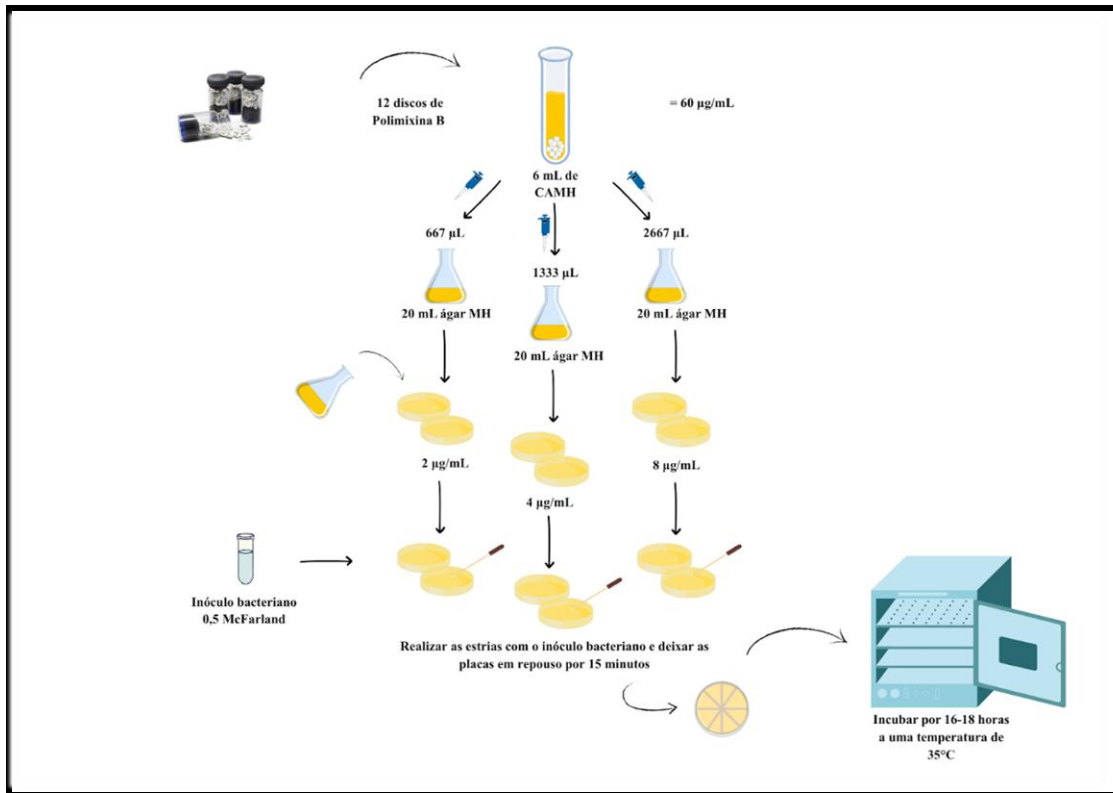 12 discos de
Polimixina B
= 60 µg/mL
6 mL de
CAMH
667 µL
1333 µL
2667 µL
20 mL ágar MH
20 mL ágar MH
20 mL ágar MH
2 µg/mL
4 µg/mL
8 µg/mL
Inóculo bacteriano
0,5 McFarland
Realizar as estrias com o inóculo bacteriano e deixar as
placas em repouso por 15 minutos
Incubar por 16-18 horas
a uma temperatura de
35°C